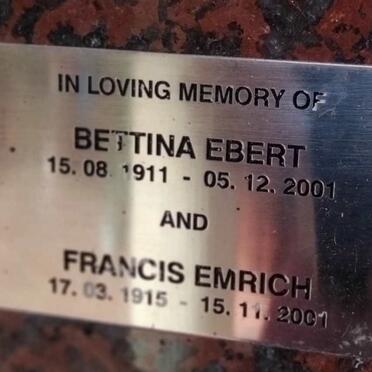 IN LOVING MEMORY OF
BETTINA EBERT
15. 08. 1911 - 05. 12. 2001
AND
FRANCIS EMRICH
17. 03. 1915 - 15. 11. 2001